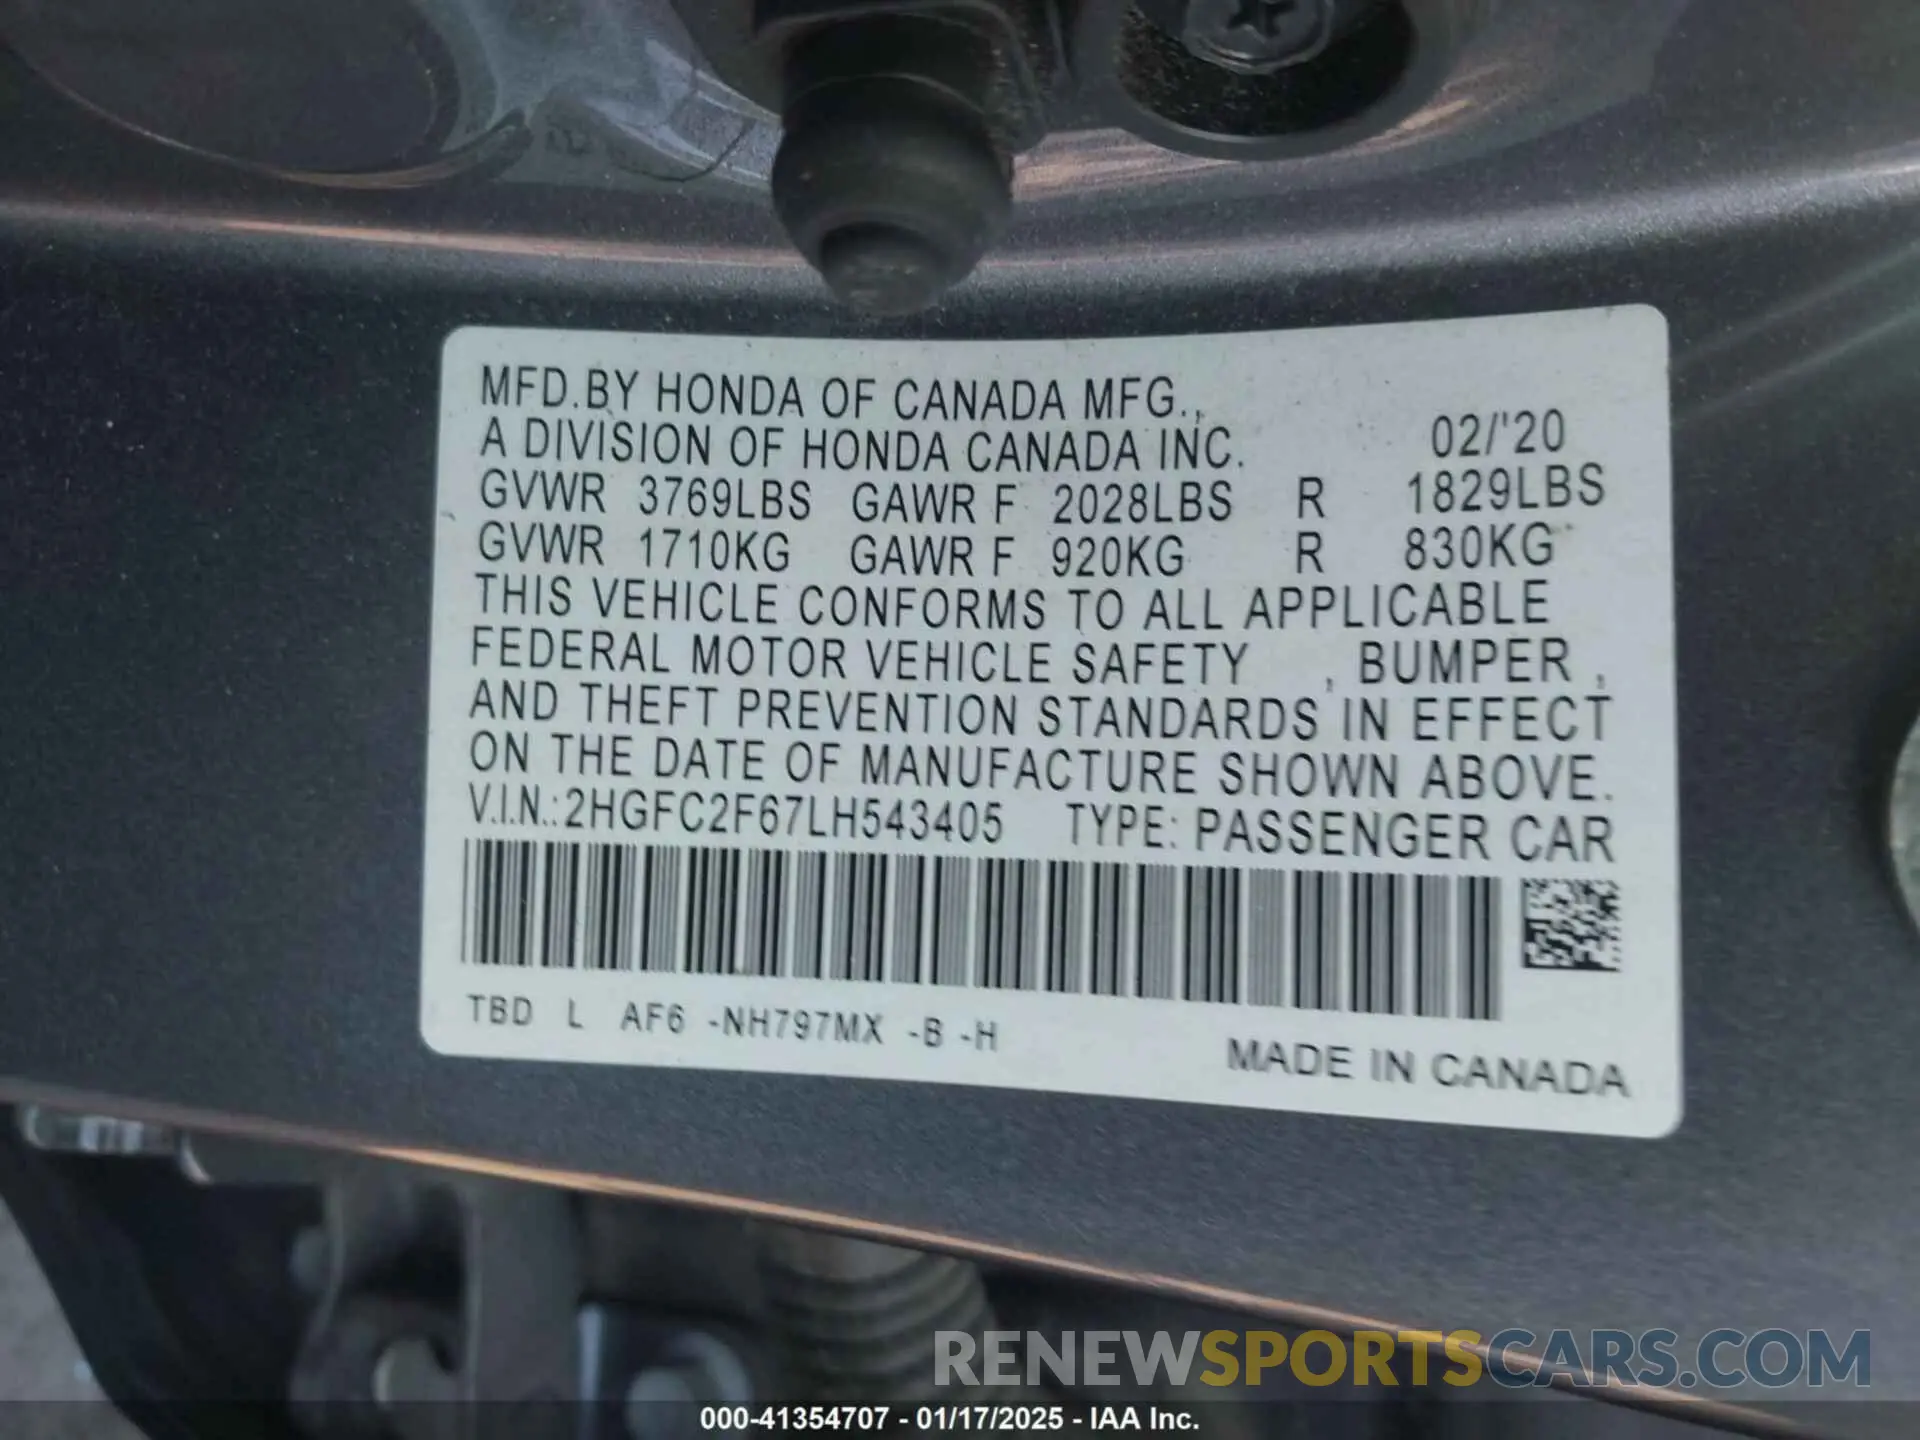 MFD.BY HONDA OF CANADA MFG.,
A DIVISION OF HONDA CANADA INC. 02/'20
GVWR 3769LBS GAWR F 2028LBS R 1829LBS
GVWR 1710KG GAWR F 920KG R 830KG
THIS VEHICLE CONFORMS TO ALL APPLICABLE
FEDERAL MOTOR VEHICLE SAFETY , BUMPER ,
AND THEFT PREVENTION STANDARDS IN EFFECT
ON THE DATE OF MANUFACTURE SHOWN ABOVE.
V.I.N.:2HGFC2F67LH543405 TYPE: PASSENGER CAR
TBD L AF6 -NH797MX -B -H
MADE IN CANADA
RENEWSPORTSCARS.COM
000-41354707 - 01/17/2025 - IAA Inc.